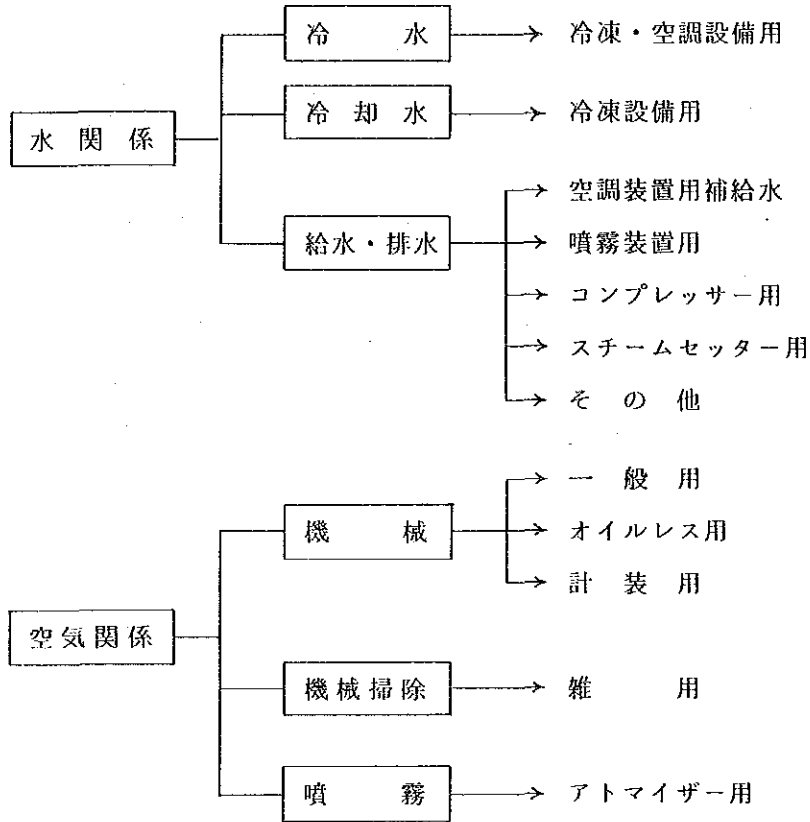 冷水 冷凍・空調設備用
冷却水 冷凍設備用
水関係
空調装置用補給水
給水・排水 噴霧装置用
コンプレッサー用
スチームセッター用
その他
一般用
機械 オイルレス用
計装用
空気関係
機械掃除 雑用
噴霧 アトマイザー用